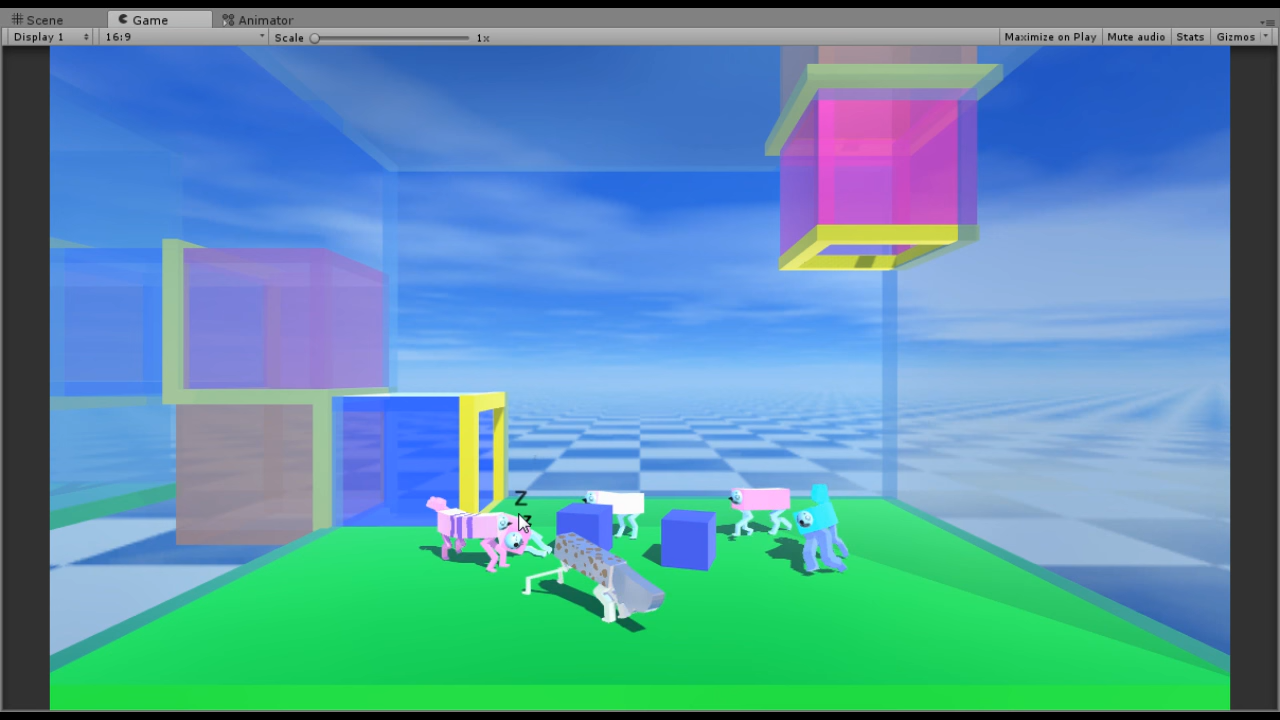 Scene Game Animator
Display 1 16:9 Scale 1x Maximize on Play Mute audio Stats Gizmos
Z
Z